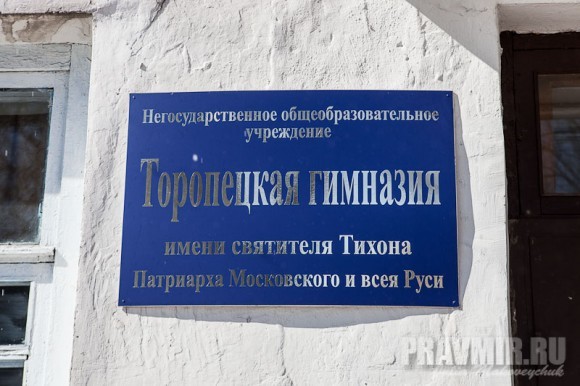 Негосударственное общеобразовательное
учреждение
Торопецкая гимназия
имени святителя Тихона
Патриарха Московского и всея Руси
PRAVMIR.RU